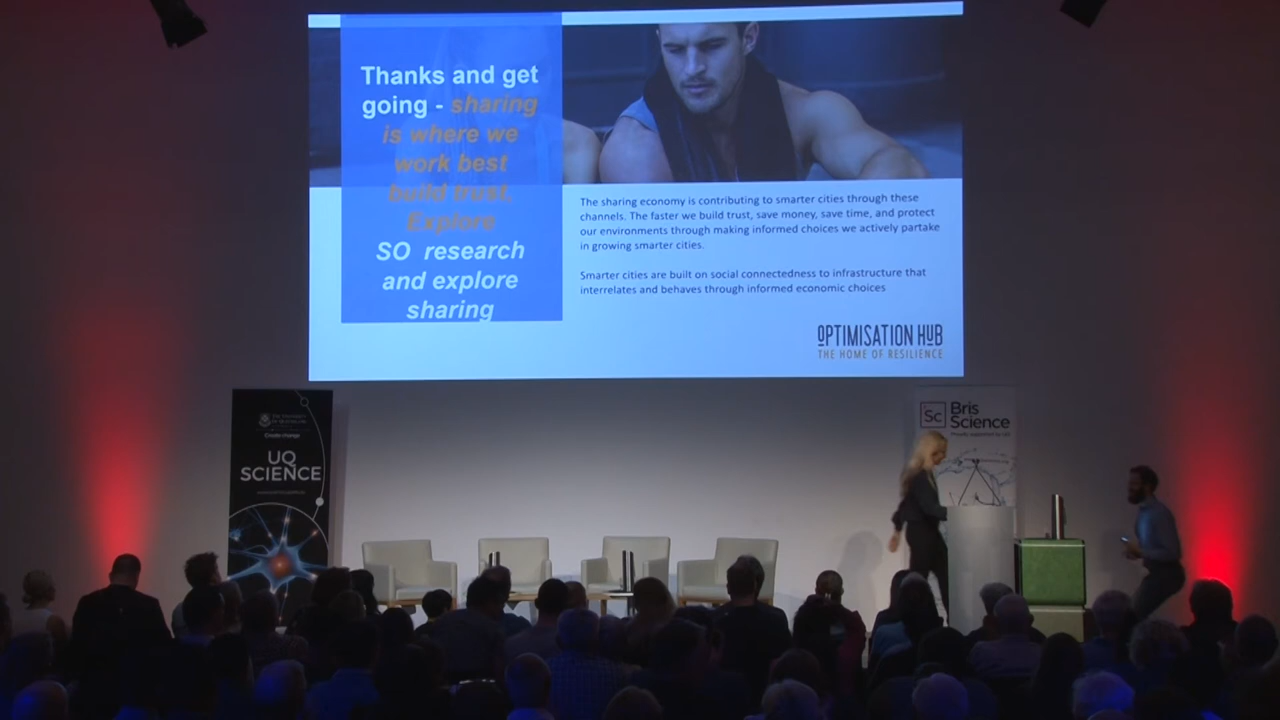 Thanks and get
going - sharing
is where we
work best
build trust.
Explore
SO research
and explore
sharing
The sharing economy is contributing to smarter cities through these
channels. The faster we build trust, save money, save time, and protect
our environments through making informed choices we actively partake
in growing smarter cities.
Smarter cities are built on social connectedness to infrastructure that
interrelates and behaves through informed economic choices
OPTIMISATION HUB
THE HOME OF RESILIENCE
THE UNIVERSITY
OF QUEENSLAND
Create change
UQ
SCIENCE
Sc
Bris
Science